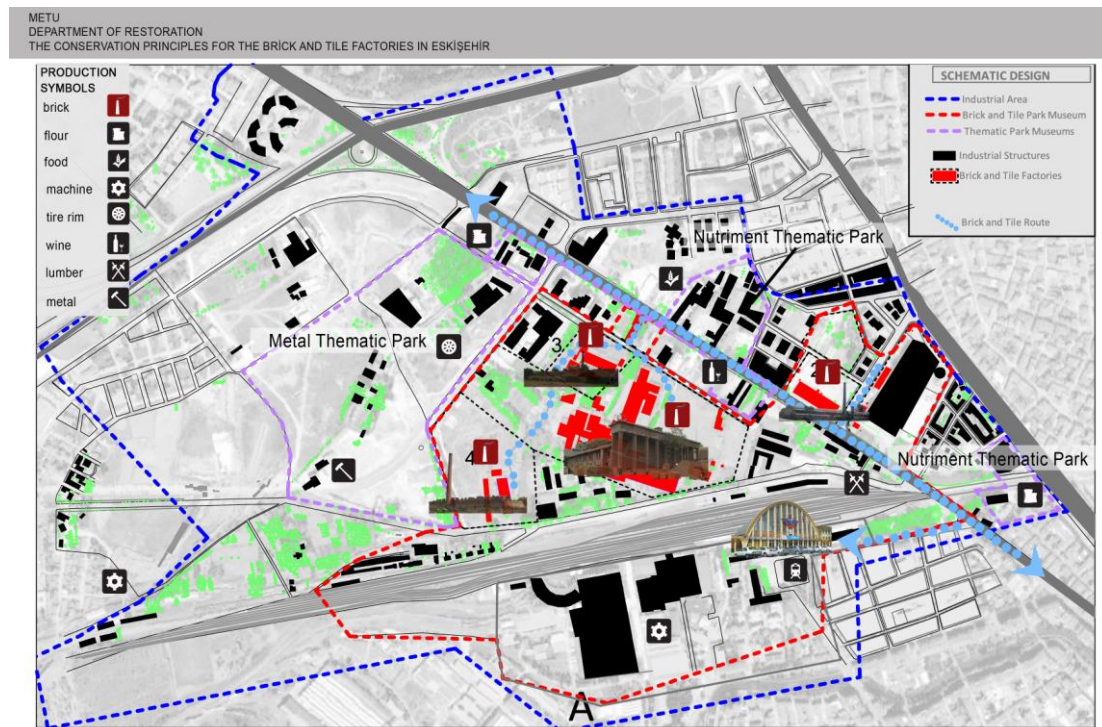 METU
DEPARTMENT OF RESTORATION
THE CONSERVATION PRINCIPLES FOR THE BRİCK AND TILE FACTORIES IN ESKİŞEHİR
PRODUCTION
SYMBOLS
brick
flour
food
machine
tire rim
wine
lumber
metal
SCHEMATIC DESIGN
Industrial Area
Brick and Tile Park Museum
Thematic Park Museums
Industrial Structures
Brick and Tile Factories
Brick and Tile Route
Nutriment Thematic Park
Metal Thematic Park
3
4
Nutriment Thematic Park
A